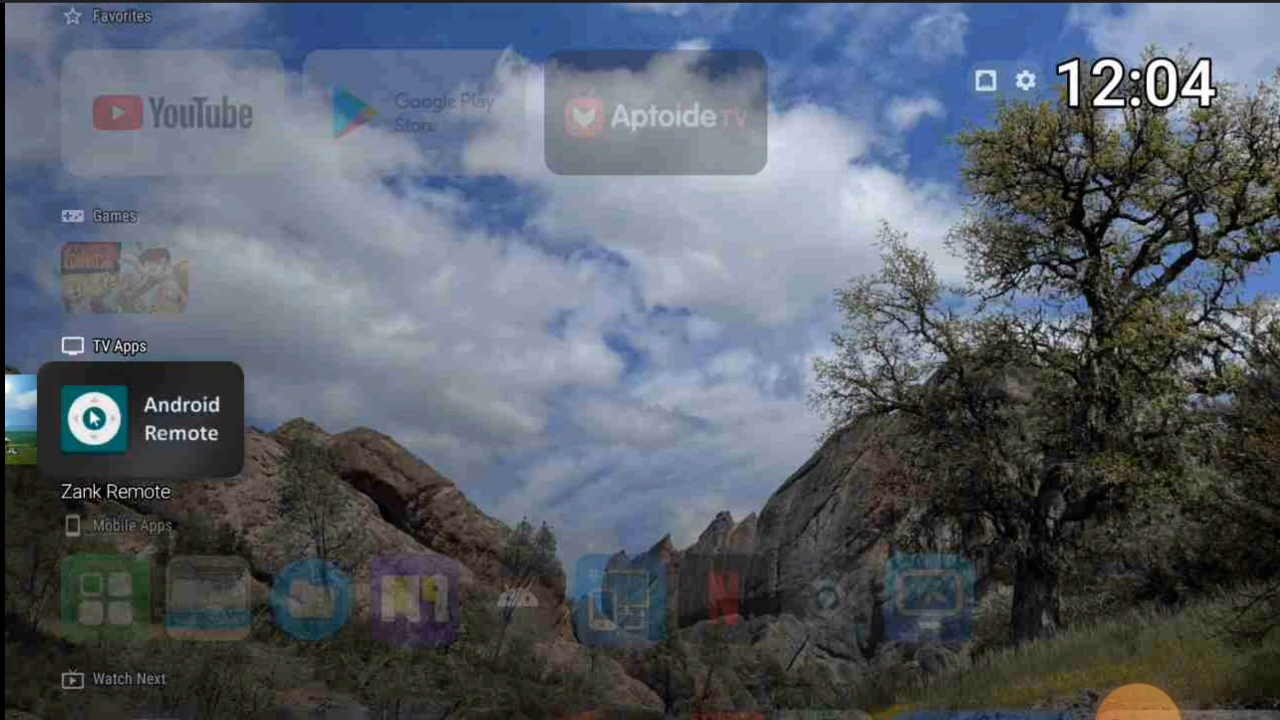 Favorites
YouTube
Google Play
Store
Aptoide TV
12:04
Games
TV Apps
Android
Remote
Zank Remote
Mobile Apps
Watch Next